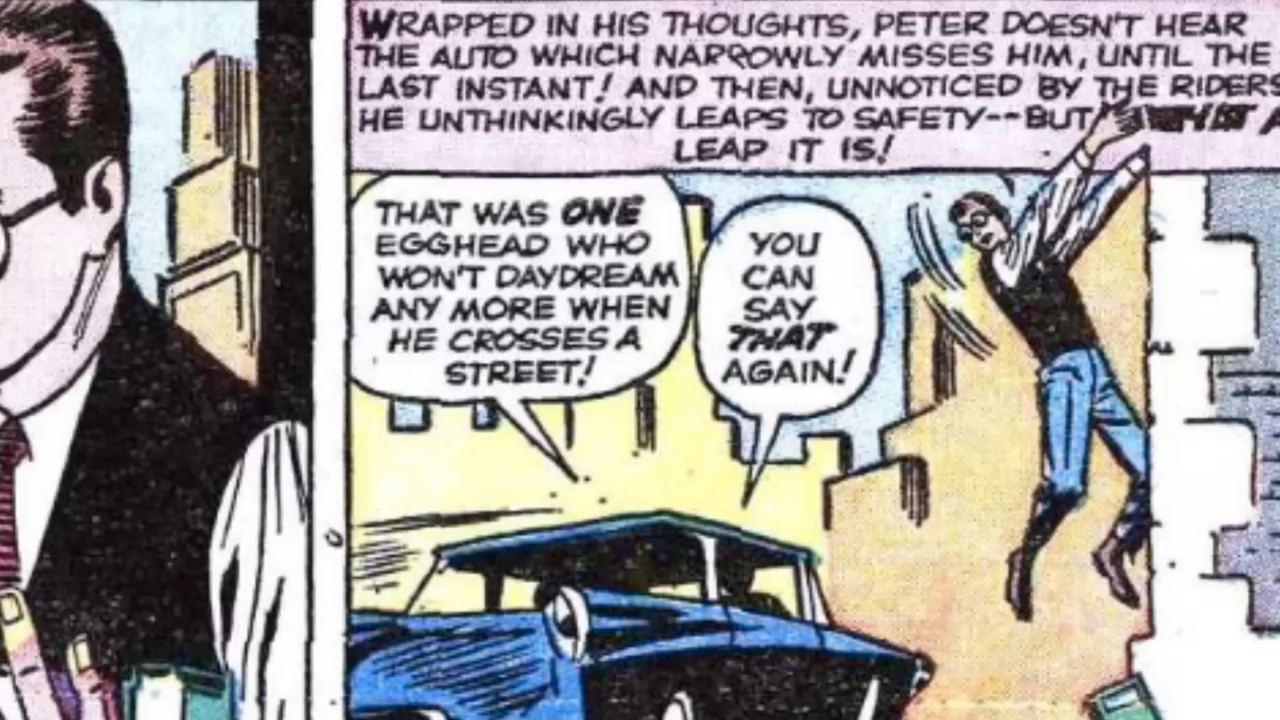 WRAPPED IN HIS THOUGHTS, PETER DOESN'T HEAR
THE AUTO WHICH NARROWLY MISSES HIM, UNTIL THE
LAST INSTANT! AND THEN, UNNOTICED BY THE RIDERS
HE UNTHINKINGLY LEAPS TO SAFETY--BUT
LEAP IT IS!
THAT WAS ONE
EGGHEAD WHO
WON'T DAYDREAM
ANY MORE WHEN
HE CROSSES A
STREET!
YOU
CAN
SAY
THAT
AGAIN!